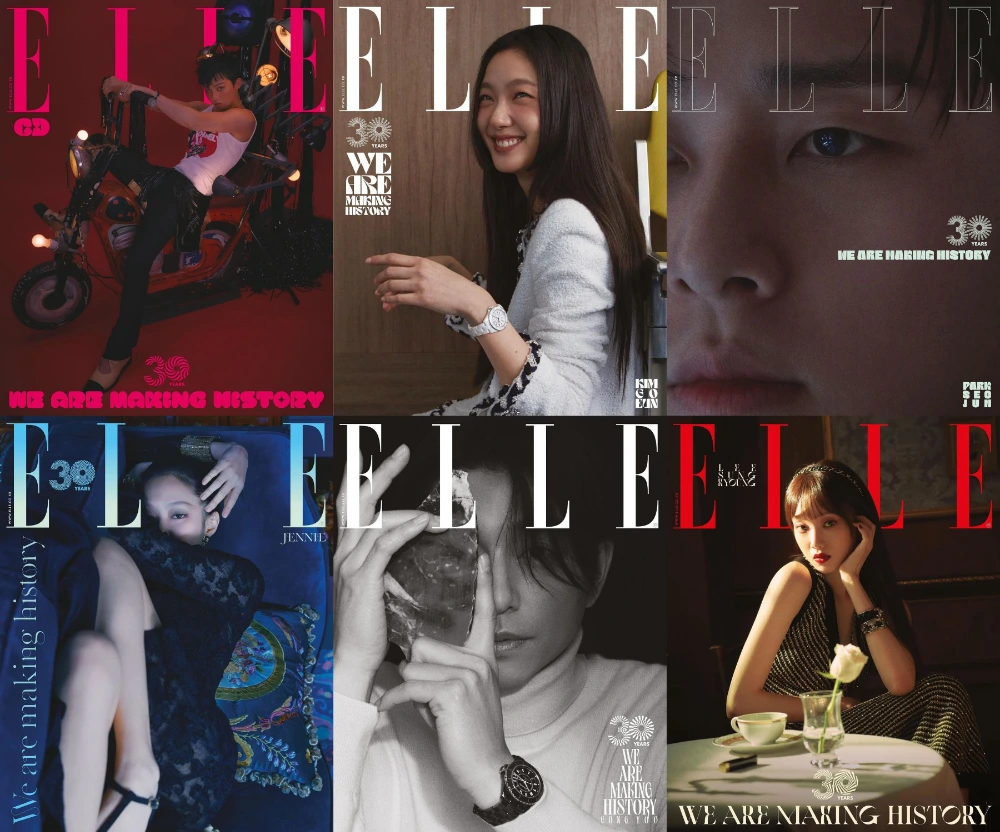 ELLE
GD
30
YEARS
WE ARE MAKING HISTORY
ELLE
30
YEARS
WE
ARE
MAKING
HISTORY
KIM
GO
EUN
ELLE
30
YEARS
WE ARE MAKING HISTORY
PARK
SEO
JUN
ELLE
30
YEARS
JENNIE
We are making history
ELLE
30
YEARS
WE
ARE
MAKING
HISTORY
GONG YOO
ELLE
LEE
SUNG
KYOUNG
30
YEARS
WE ARE MAKING HISTORY